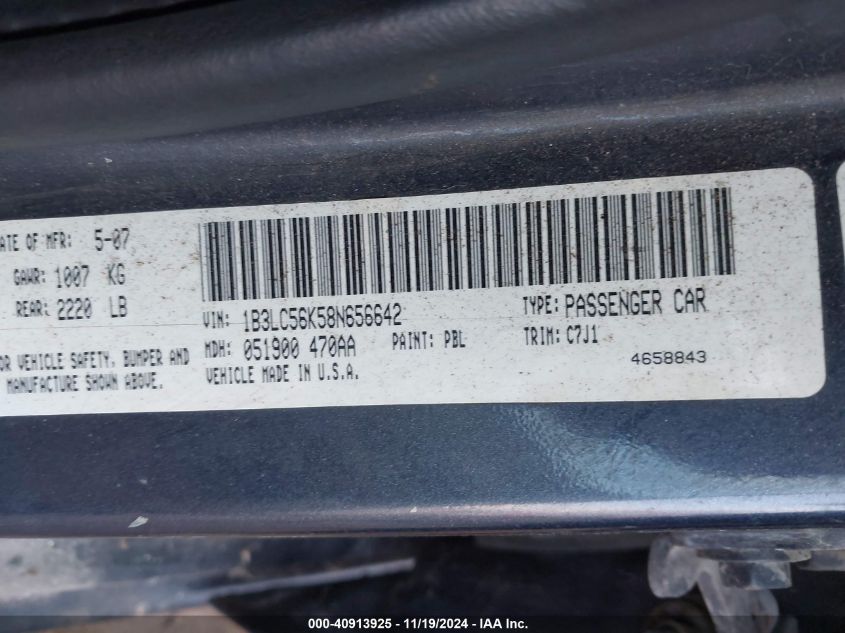 ATE OF MFR: 5-07
GAWR: 1007 KG
REAR: 2220 LB
VIN: 1B3LC56K58N656642 TYPE: PASSENGER CAR
MDH: 051900 470AA PAINT: PBL TRIM: C7J1
OR VEHICLE SAFETY, BUMPER AND
MANUFACTURE SHOWN ABOVE. VEHICLE MADE IN U.S.A. 4658843
000-40913925 - 11/19/2024 - IAA Inc.